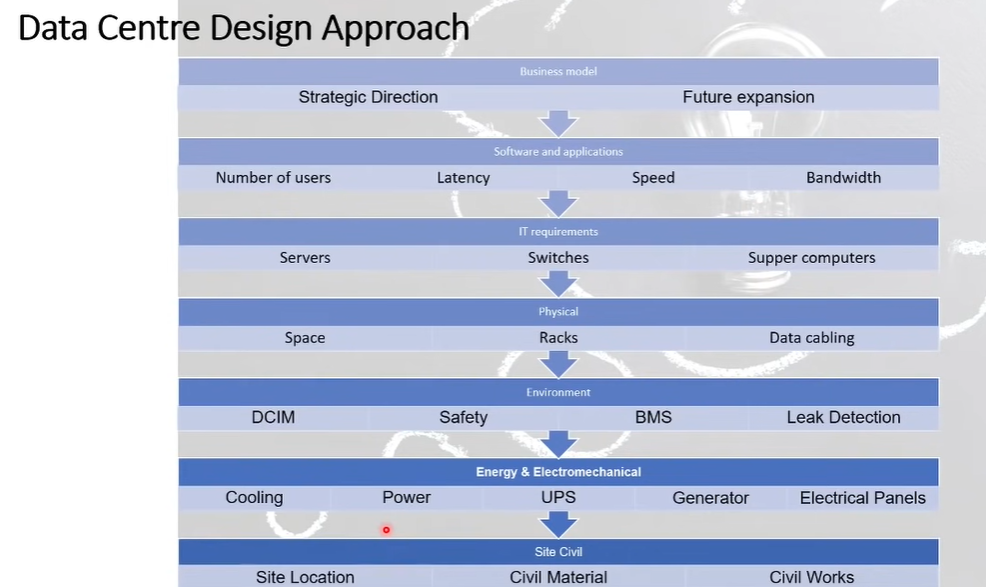 Data Centre Design Approach
Business model
Strategic Direction Future expansion
Software and applications
Number of users Latency Speed Bandwidth
IT requirements
Servers Switches Supper computers
Physical
Space Racks Data cabling
Environment
DCIM Safety BMS Leak Detection
Energy & Electromechanical
Cooling Power UPS Generator Electrical Panels
Site Civil
Site Location Civil Material Civil Works